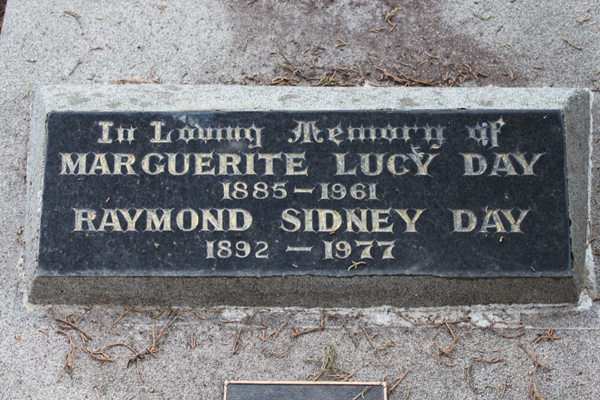 In Loving Memory of
MARGUERITE LUCY DAY
1885-1961
RAYMOND SIDNEY DAY
1892-1977